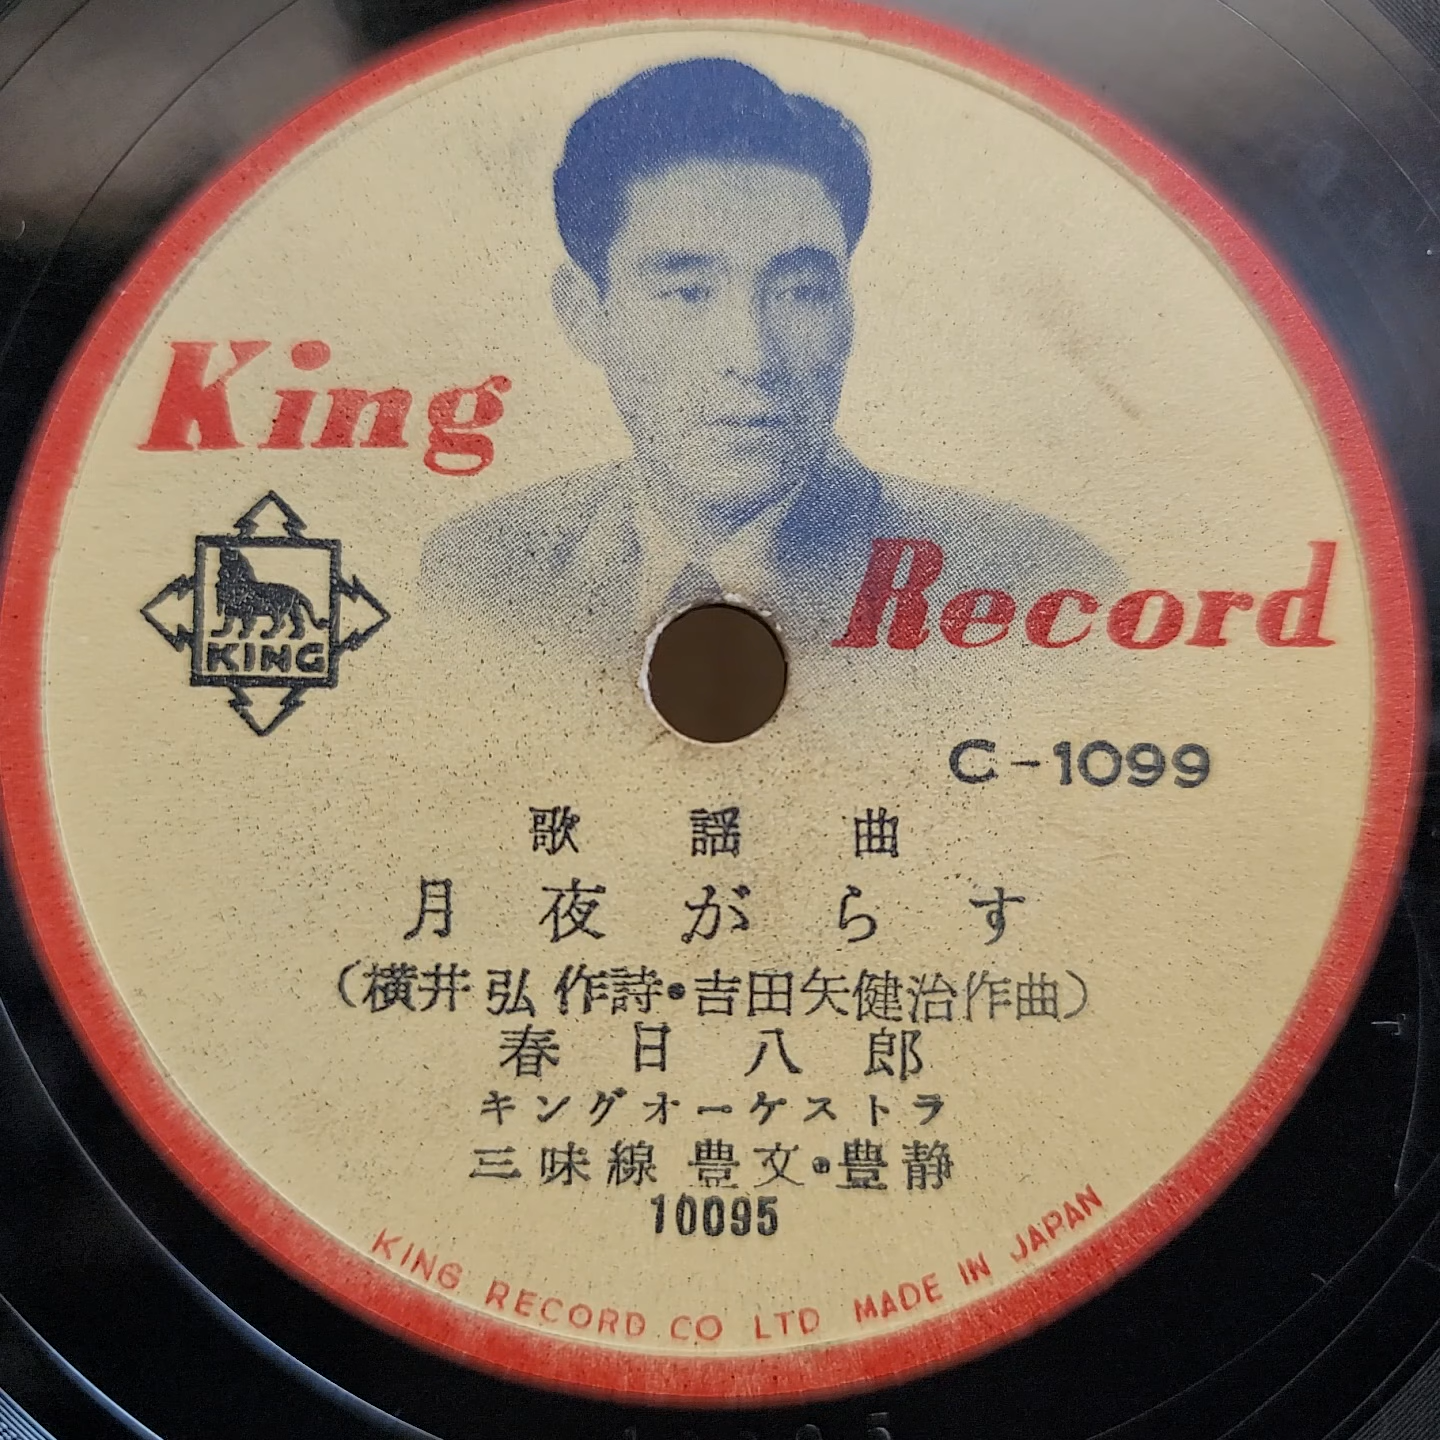 King
Record
KING
C-1099
歌謡曲
月夜がらす
(横井弘作詩・吉田矢健治作曲)
春日八郎
キングオーケストラ
三味線 豊文・豊静
10095
KING RECORD CO LTD MADE IN JAPAN